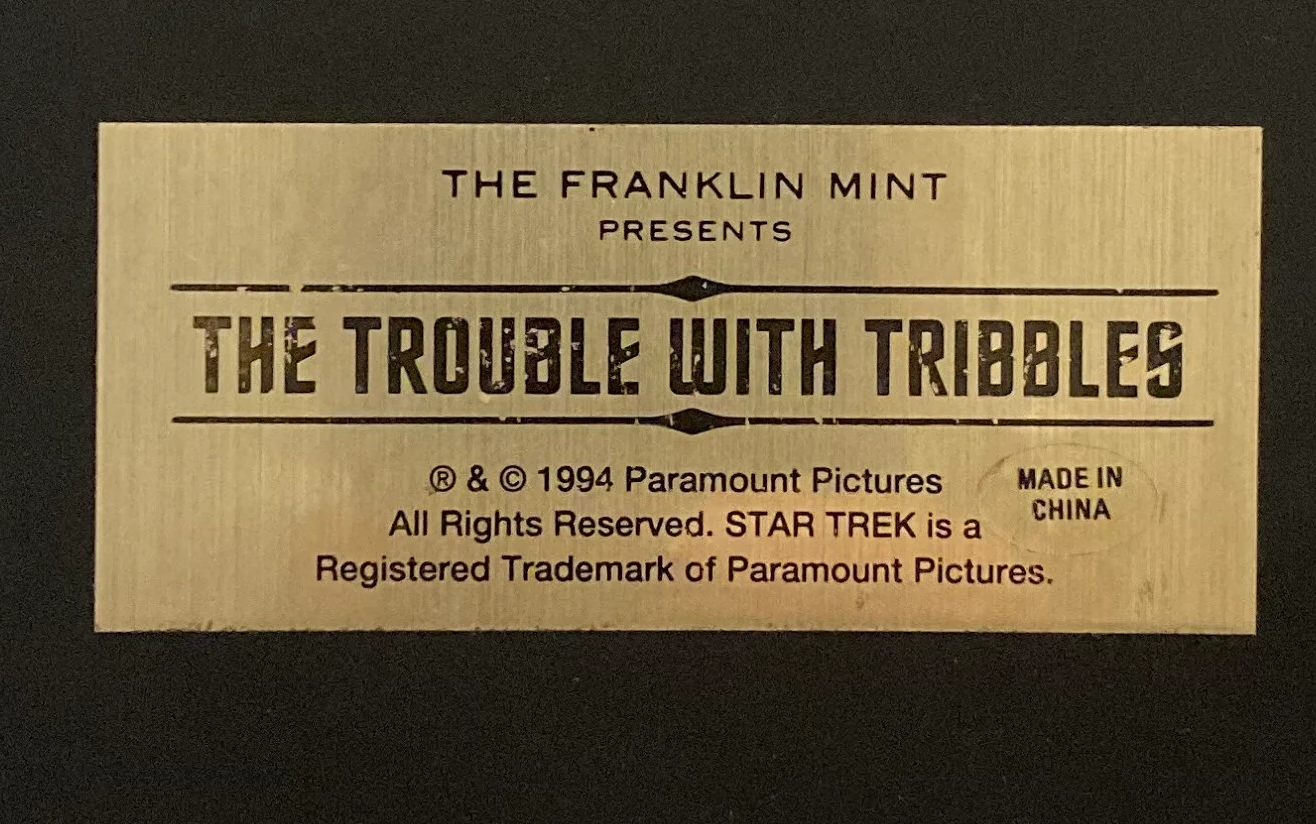 THE FRANKLIN MINT
PRESENTS
THE TROUBLE WITH TRIBBLES
® & © 1994 Paramount Pictures
All Rights Reserved. STAR TREK is a
Registered Trademark of Paramount Pictures.
MADE IN
CHINA